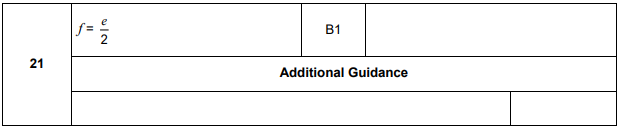 21
f = e/2
B1
Additional Guidance